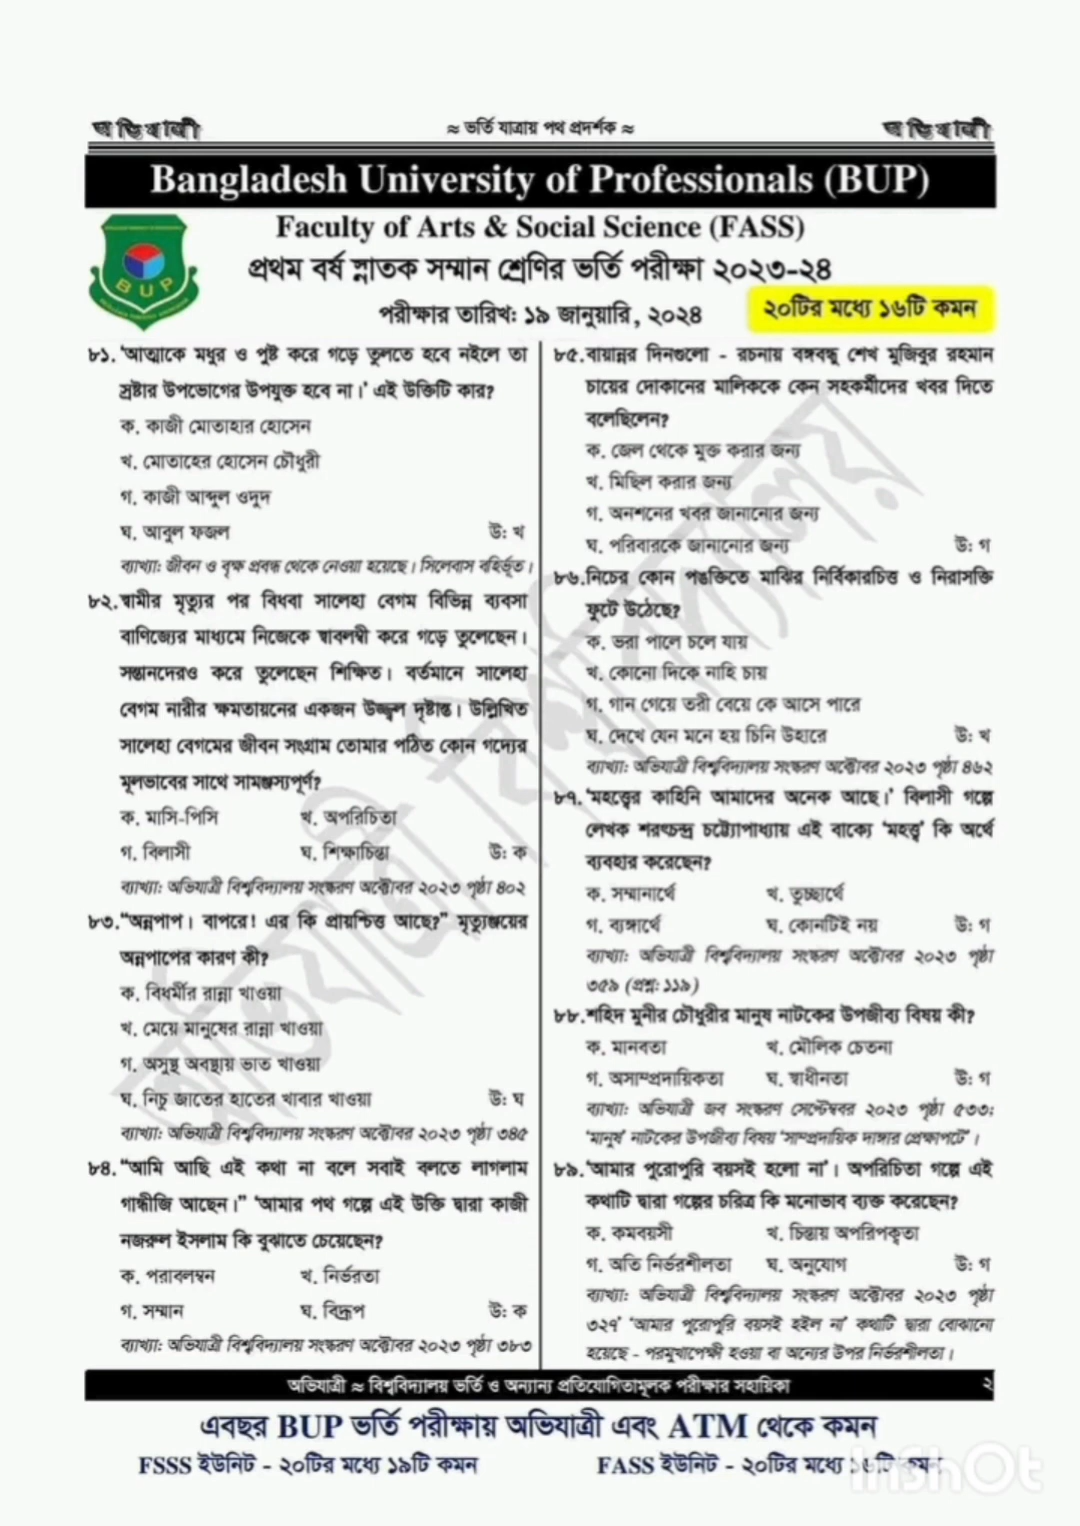 অভিযাত্রী
≈ ভর্তি যাত্রায় পথ প্রদর্শক ≈
অভিযাত্রী
Bangladesh University of Professionals (BUP)
BUP
Faculty of Arts & Social Science (FASS)
প্রথম বর্ষ স্নাতক সম্মান শ্রেণির ভর্তি পরীক্ষা ২০২৩-২৪
পরীক্ষার তারিখ: ১৯ জানুয়ারি, ২০২৪
২০টির মধ্যে ১৬টি কমন
৮১. 'আত্মাকে মধুর ও পুষ্ট করে গড়ে তুলতে হবে নইলে তা
স্রষ্টার উপভোগের উপযুক্ত হবে না।' এই উক্তিটি কার?
ক. কাজী মোতাহার হোসেন
খ. মোতাহের হোসেন চৌধুরী
গ. কাজী আব্দুল ওদুদ
ঘ. আবুল ফজল উ: খ
ব্যাখ্যা: জীবন ও বৃক্ষ প্রবন্ধ থেকে নেওয়া হয়েছে। সিলেবাস বহির্ভূত।
৮২. স্বামীর মৃত্যুর পর বিধবা সালেহা বেগম বিভিন্ন ব্যবসা
বাণিজ্যের মাধ্যমে নিজেকে স্বাবলম্বী করে গড়ে তুলেছেন।
সন্তানদেরও করে তুলেছেন শিক্ষিত। বর্তমানে সালেহা
বেগম নারীর ক্ষমতায়নের একজন উজ্জ্বল দৃষ্টান্ত। উল্লিখিত
সালেহা বেগমের জীবন সংগ্রাম তোমার পঠিত কোন গদ্যের
মূলভাবের সাথে সামঞ্জস্যপূর্ণ?
ক. মাসি-পিসি খ. অপরিচিতা
গ. বিলাসী ঘ. শিক্ষাচিন্তা উ: ক
ব্যাখ্যা: অভিযাত্রী বিশ্ববিদ্যালয় সংস্করণ অক্টোবর ২০২৩ পৃষ্ঠা ৪০২
৮৩. "অন্নপাপ। বাপরে! এর কি প্রায়শ্চিত্ত আছে?" মৃত্যুঞ্জয়ের
অন্নপাপের কারণ কী?
ক. বিধর্মীর রান্না খাওয়া
খ. মেয়ে মানুষের রান্না খাওয়া
গ. অসুস্থ অবস্থায় ভাত খাওয়া
ঘ. নিচু জাতের হাতের খাবার খাওয়া উ: ঘ
ব্যাখ্যা: অভিযাত্রী বিশ্ববিদ্যালয় সংস্করণ অক্টোবর ২০২৩ পৃষ্ঠা ৩৪৫
৮৪. "আমি আছি এই কথা না বলে সবাই বলতে লাগলাম
গান্ধীজি আছেন।" 'আমার পথ গল্পে এই উক্তি দ্বারা কাজী
নজরুল ইসলাম কি বুঝাতে চেয়েছেন?
ক. পরাবলম্বন খ. নির্ভরতা
গ. সম্মান ঘ. বিদ্রূপ উ: ক
ব্যাখ্যা: অভিযাত্রী বিশ্ববিদ্যালয় সংস্করণ অক্টোবর ২০২৩ পৃষ্ঠা ৩৮৩
৮৫. বায়ান্নর দিনগুলো - রচনায় বঙ্গবন্ধু শেখ মুজিবুর রহমান
চায়ের দোকানের মালিককে কেন সহকর্মীদের খবর দিতে
বলেছিলেন?
ক. জেল থেকে মুক্ত করার জন্য
খ. মিছিল করার জন্য
গ. অনশনের খবর জানানোর জন্য
ঘ. পরিবারকে জানানোর জন্য উ: গ
৮৬. নিচের কোন পঙক্তিতে মাঝির নির্বিকারচিত্ত ও নিরাসক্তি
ফুটে উঠেছে?
ক. ভরা পালে চলে যায়
খ. কোনো দিকে নাহি চায়
গ. গান গেয়ে তরী বেয়ে কে আসে পারে
ঘ. দেখে যেন মনে হয় চিনি উহারে উ: খ
ব্যাখ্যা: অভিযাত্রী বিশ্ববিদ্যালয় সংস্করণ অক্টোবর ২০২৩ পৃষ্ঠা ৪৬২
৮৭. 'মহত্ত্বের কাহিনি আমাদের অনেক আছে।' বিলাসী গল্পে
লেখক শরৎচন্দ্র চট্টোপাধ্যায় এই বাক্যে 'মহত্ত্ব' কি অর্থে
ব্যবহার করেছেন?
ক. সম্মানার্থে খ. তুচ্ছার্থে
গ. ব্যঙ্গার্থে ঘ. কোনটিই নয় উ: গ
ব্যাখ্যা: অভিযাত্রী বিশ্ববিদ্যালয় সংস্করণ অক্টোবর ২০২৩ পৃষ্ঠা
৩৫৯ (প্রশ্ন: ১১৯)
৮৮. শহিদ মুনীর চৌধুরীর মানুষ নাটকের উপজীব্য বিষয় কী?
ক. মানবতা খ. মৌলিক চেতনা
গ. অসাম্প্রদায়িকতা ঘ. স্বাধীনতা উ: গ
ব্যাখ্যা: অভিযাত্রী জব সংস্করণ সেপ্টেম্বর ২০২৩ পৃষ্ঠা ৫৩৩;
'মানুষ' নাটকের উপজীব্য বিষয় 'সাম্প্রদায়িক দাঙ্গার প্রেক্ষাপটে'।
৮৯. 'আমার পুরোপুরি বয়সই হলো না'। অপরিচিতা গল্পে এই
কথাটি দ্বারা গল্পের চরিত্র কি মনোভাব ব্যক্ত করেছেন?
ক. কমবয়সী খ. চিন্তায় অপরিপক্বতা
গ. অতি নির্ভরশীলতা ঘ. অনুযোগ উ: গ
ব্যাখ্যা: অভিযাত্রী বিশ্ববিদ্যালয় সংস্করণ অক্টোবর ২০২৩ পৃষ্ঠা
৩২৭' 'আমার পুরোপুরি বয়সই হইল না' কথাটি দ্বারা বোঝানো
হয়েছে - পরমুখাপেক্ষী হওয়া বা অন্যের উপর নির্ভরশীলতা।
অভিযাত্রী বিশ্ববিদ্যালয়
অভিযাত্রী ≈ বিশ্ববিদ্যালয় ভর্তি ও অন্যান্য প্রতিযোগিতামূলক পরীক্ষার সহায়িকা ২
এবছর BUP ভর্তি পরীক্ষায় অভিযাত্রী এবং ATM থেকে কমন
FSSS ইউনিট - ২০টির মধ্যে ১৯টি কমন FASS ইউনিট - ২০টির মধ্যে ১৬টি কমন
InShOt